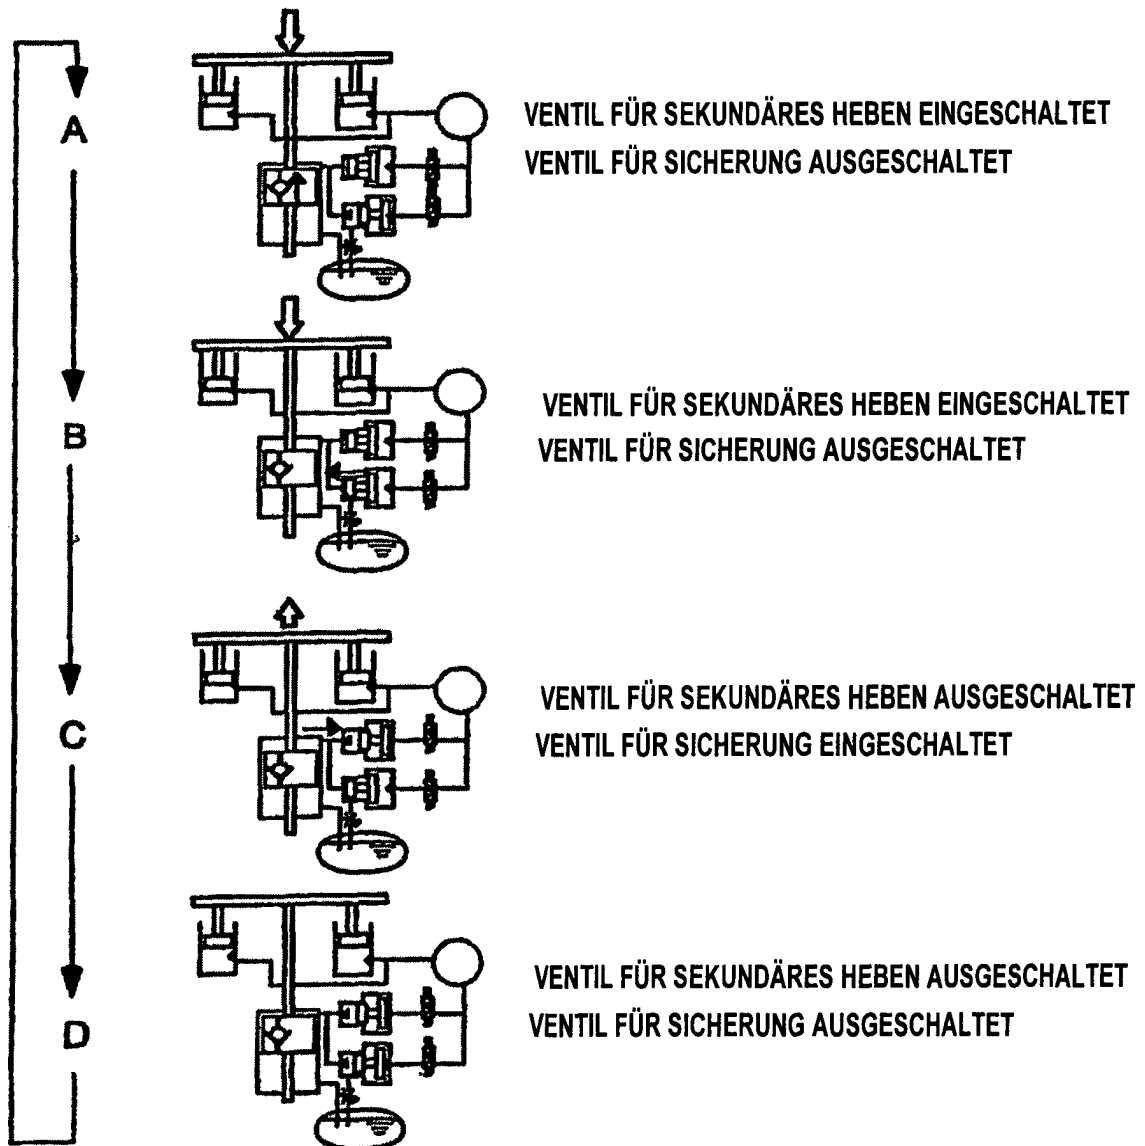 A
VENTIL FÜR SEKUNDÄRES HEBEN EINGESCHALTET
VENTIL FÜR SICHERUNG AUSGESCHALTET
B
VENTIL FÜR SEKUNDÄRES HEBEN EINGESCHALTET
VENTIL FÜR SICHERUNG AUSGESCHALTET
C
VENTIL FÜR SEKUNDÄRES HEBEN AUSGESCHALTET
VENTIL FÜR SICHERUNG EINGESCHALTET
D
VENTIL FÜR SEKUNDÄRES HEBEN AUSGESCHALTET
VENTIL FÜR SICHERUNG AUSGESCHALTET